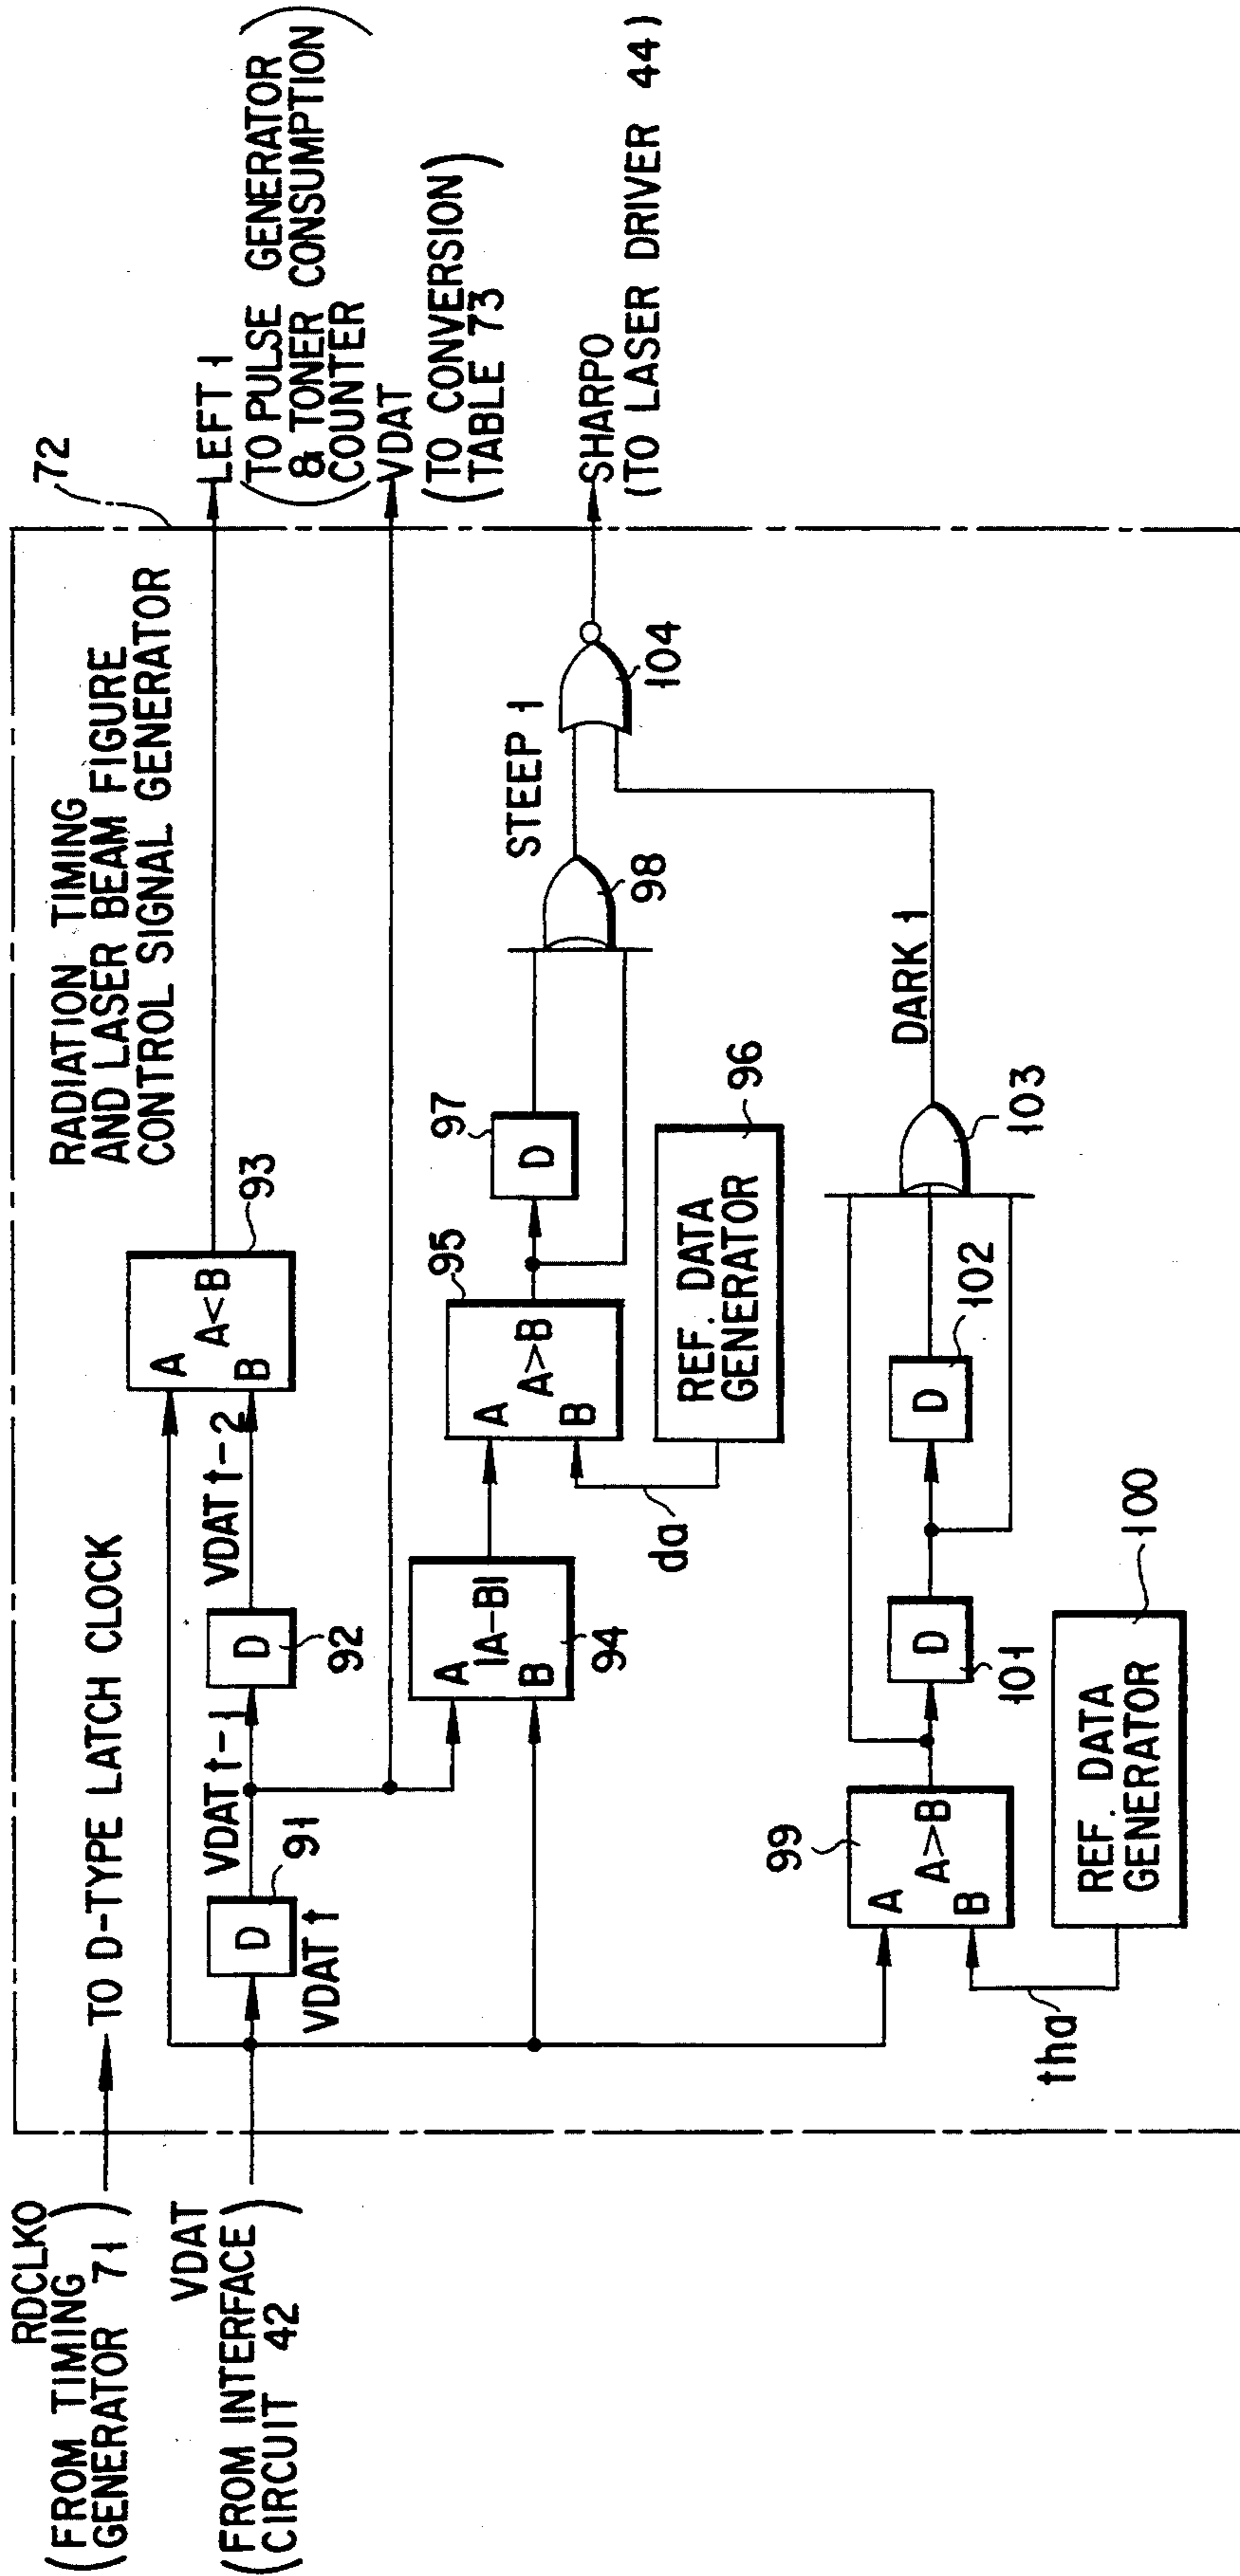 RDCLK0
(FROM TIMING
GENERATOR 71)
TO D-TYPE LATCH CLOCK
VDAT
(FROM INTERFACE
CIRCUIT 42)
RADIATION TIMING
AND LASER BEAM FIGURE
CONTROL SIGNAL GENERATOR
72
LEFT 1
(TO PULSE GENERATOR
& TONER CONSUMPTION
COUNTER)
VDAT
(TO CONVERSION
TABLE 73)
SHARP0
(TO LASER DRIVER 44)
VDAT t
D
91
VDAT t-1
D
92
VDAT t-2
A
A<B
B
93
A
|A-B|
B
94
A
A>B
B
95
da
REF. DATA
GENERATOR
96
D
97
98
STEEP 1
104
A
A>B
B
99
tha
REF. DATA
GENERATOR
100
D
101
D
102
103
DARK 1